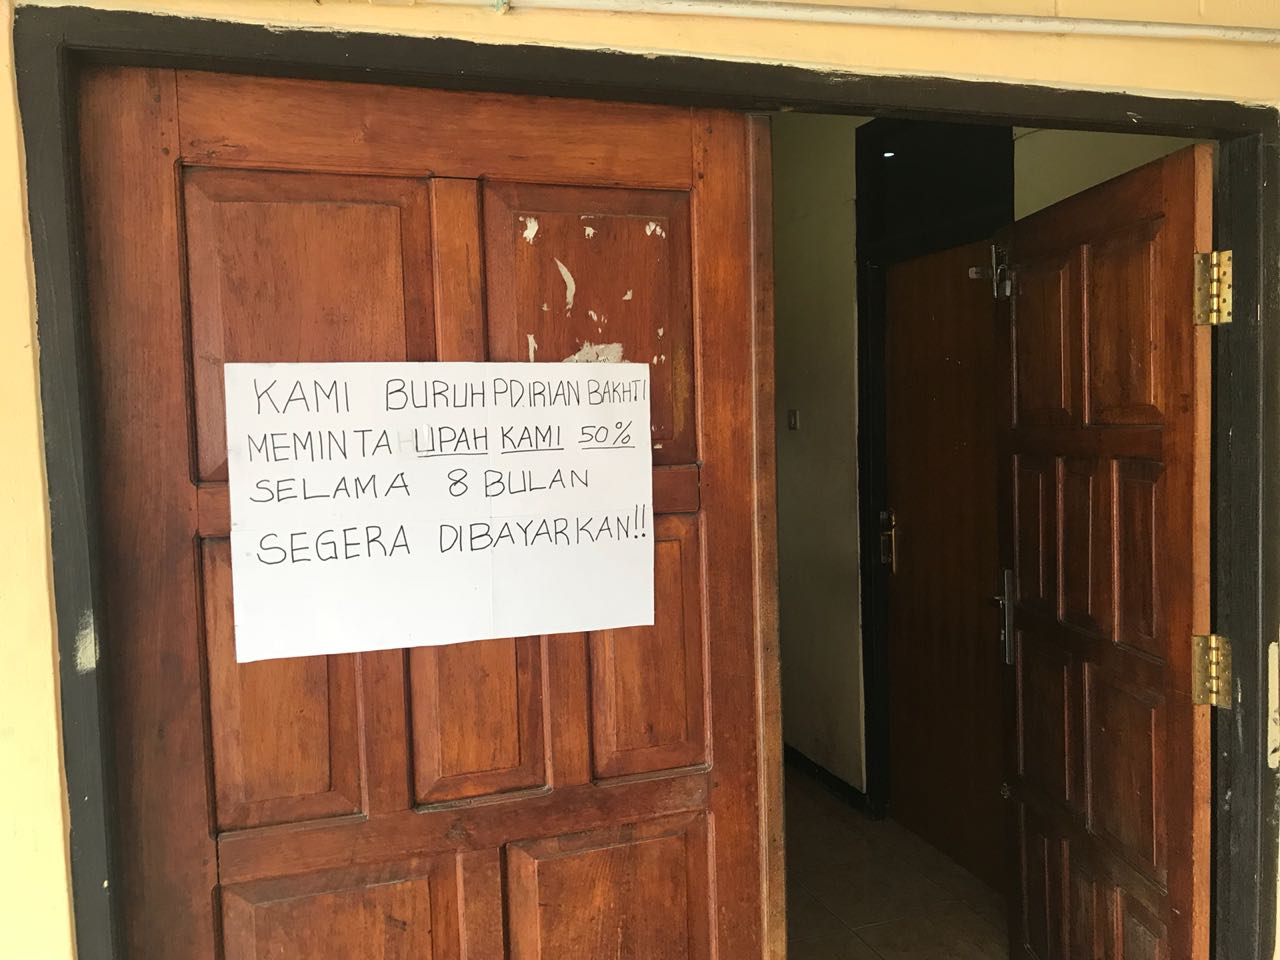 KAMI BURUH PD.IRIAN BAKHTI
MEMINTA UPAH KAMI 50%
SELAMA 8 BULAN
SEGERA DIBAYARKAN!!